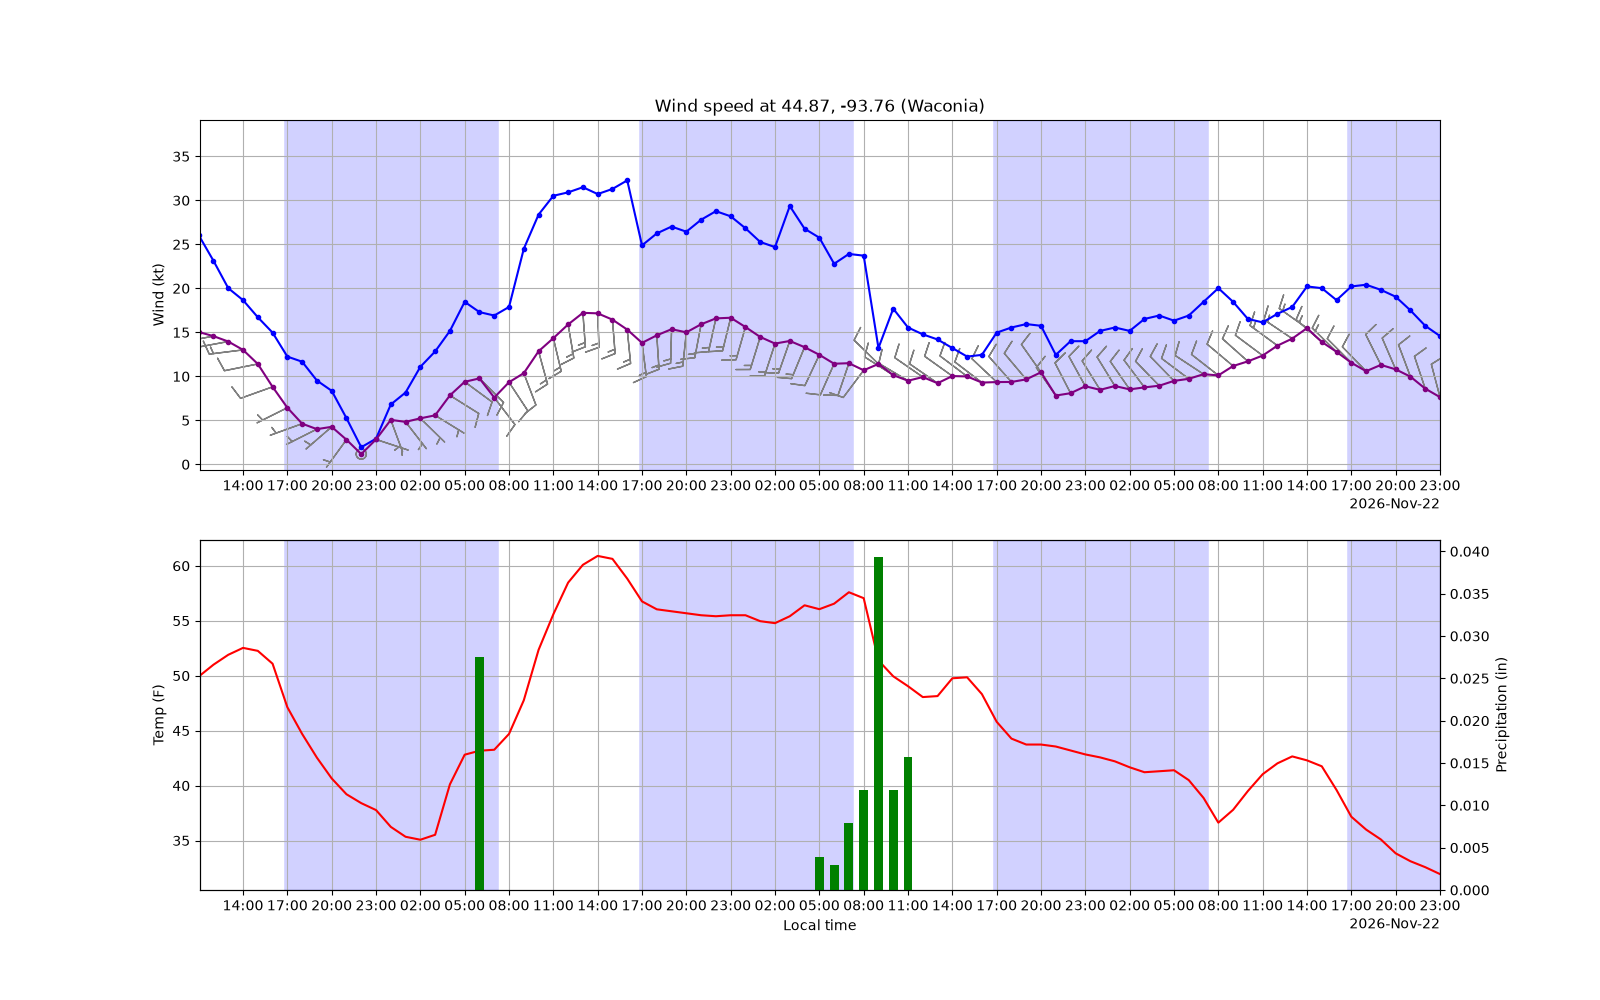 Wind speed at 44.87, -93.76 (Waconia)
Wind (kt)
35
30
25
20
15
10
5
0
14:00 17:00 20:00 23:00 02:00 05:00 08:00 11:00 14:00 17:00 20:00 23:00 02:00 05:00 08:00 11:00 14:00 17:00 20:00 23:00 02:00 05:00 08:00 11:00 14:00 17:00 20:00 23:00
2026-Nov-22
Temp (F)
60
55
50
45
40
35
0.040
0.035
0.030
0.025
0.020
0.015
0.010
0.005
0.000
Precipitation (in)
14:00 17:00 20:00 23:00 02:00 05:00 08:00 11:00 14:00 17:00 20:00 23:00 02:00 05:00 08:00 11:00 14:00 17:00 20:00 23:00 02:00 05:00 08:00 11:00 14:00 17:00 20:00 23:00
Local time
2026-Nov-22